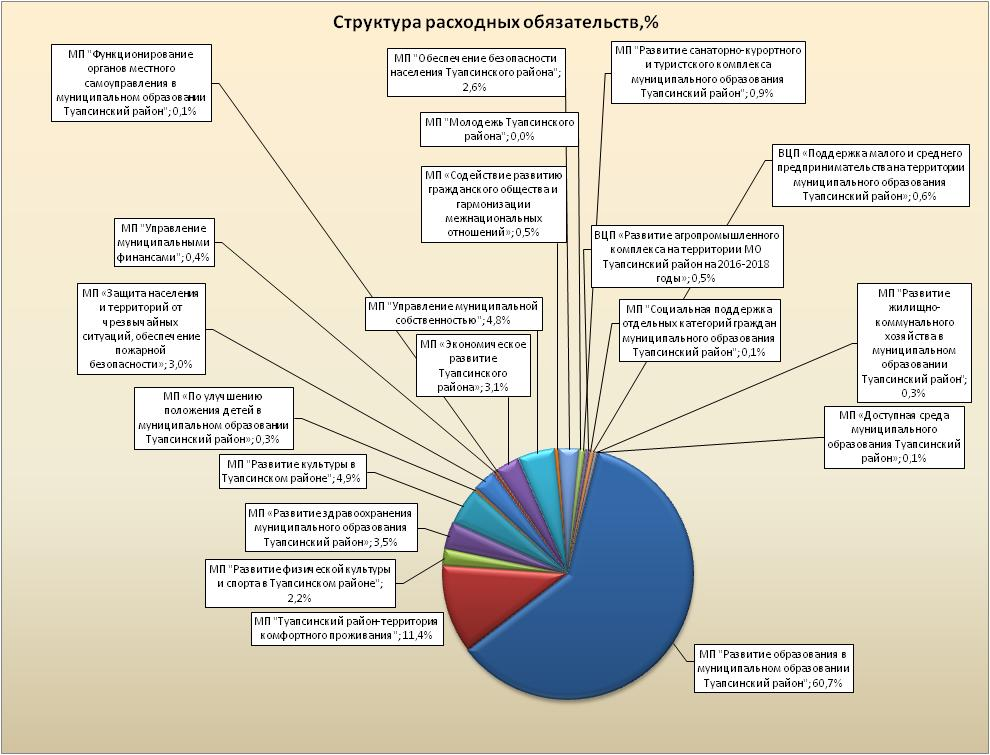 Структура расходных обязательств,%
МП "Функционирование
органов местного
самоуправления в
муниципальном образовании
Туапсинский район"; 0,1%
МП "Обеспечение безопасности
населения Туапсинского района";
2,6%
МП "Развитие санаторно-курортного
и туристского комплекса
муниципального образования
Туапсинский район"; 0,9%
МП "Молодежь Туапсинского
района"; 0,0%
ВЦП «Поддержка малого и среднего
предпринимательства на территории
муниципального образования
Туапсинский район»; 0,6%
МП «Содействие развитию
гражданского общества и
гармонизации
межнациональных
отношений»; 0,5%
МП "Управление
муниципальными
финансами"; 0,4%
ВЦП «Развитие агропромышленного
комплекса на территории МО
Туапсинский район на 2016-2018
годы»; 0,5%
МП «Защита населения
и территорий от
чрезвычайных
ситуаций, обеспечение
пожарной
безопасности»; 3,0%
МП "Управление муниципальной
собственностью"; 4,8%
МП "Социальная поддержка
отдельных категорий граждан
муниципального образования
Туапсинский район"; 0,1%
МП "Развитие
жилищно-
коммунального
хозяйства в
муниципальном
образовании
Туапсинский район";
0,3%
МП «Экономическое
развитие
Туапсинского
района»; 3,1%
МП «По улучшению
положения детей в
муниципальном образовании
Туапсинский район»; 0,3%
МП «Доступная среда
муниципального
образования Туапсинский
район»; 0,1%
МП "Развитие культуры в
Туапсинском районе"; 4,9%
МП «Развитие здравоохранения
муниципального образования
Туапсинский район»; 3,5%
МП "Развитие физической культуры
и спорта в Туапсинском районе";
2,2%
МП "Туапсинский район-территория
комфортного проживания"; 11,4%
МП "Развитие образования в
муниципальном образовании
Туапсинский район"; 60,7%